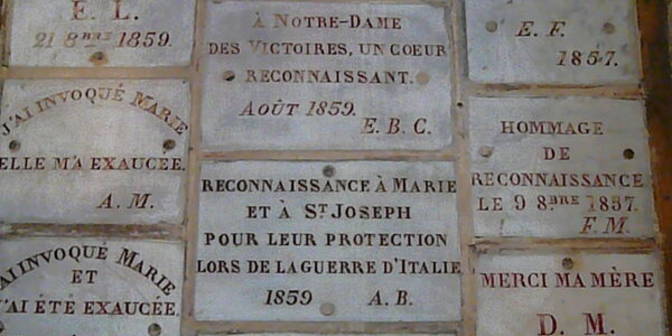 E. L.
21 8BRE 1859.
J'AI INVOQUÉ MARIE
ELLE M'A EXAUCÉE.
A. M.
AI INVOQUÉ MARIE
ET
J'AI ÉTÉ EXAUCÉE.
À NOTRE-DAME
DES VICTOIRES, UN COEUR
RECONNAISSANT.
AOÛT 1859.
E. B. C.
RECONNAISSANCE À MARIE
ET À ST JOSEPH
POUR LEUR PROTECTION
LORS DE LA GUERRE D'ITALIE
1859 A. B.
E. F.
1857.
HOMMAGE
DE
RECONNAISSANCE
LE 9 8BRE 1857.
F. M.
MERCI MA MÈRE
D. M.